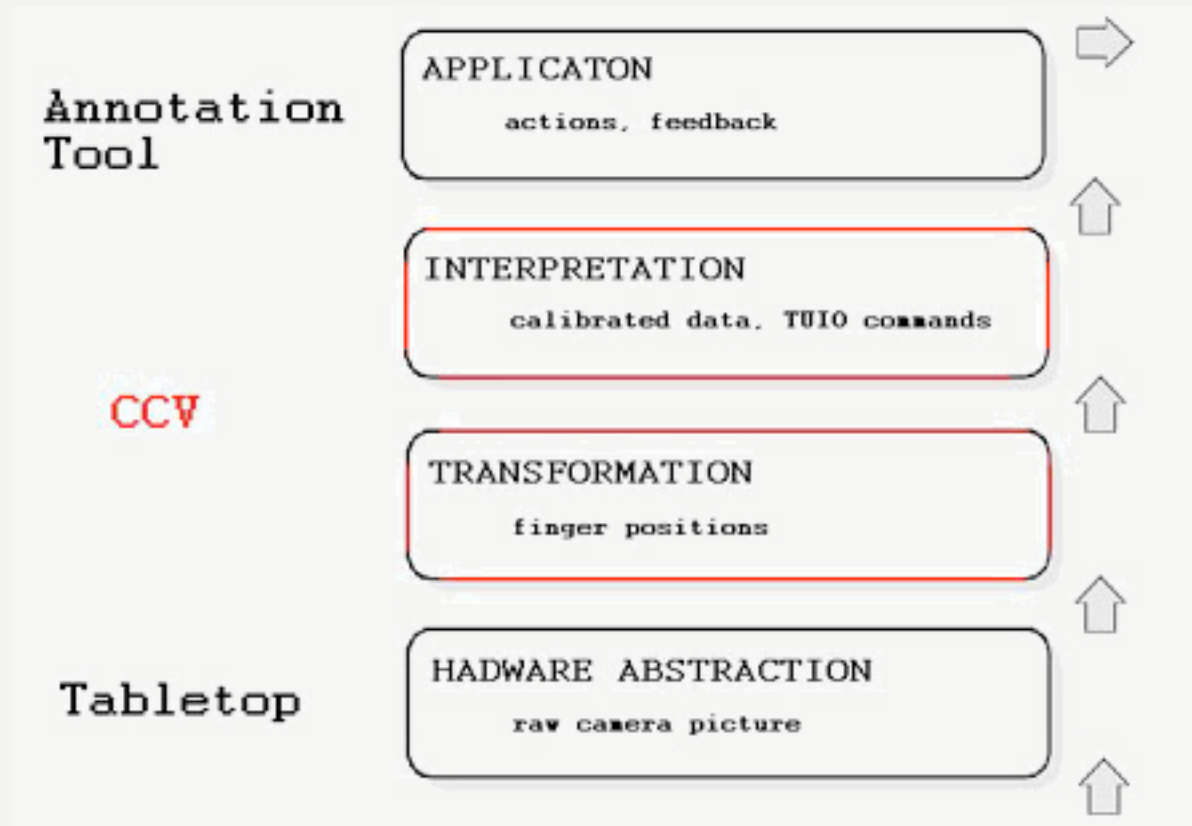 Annotation
Tool
APPLICATON
actions, feedback
INTERPRETATION
calibrated data, TUIO commands
CCV
TRANSFORMATION
finger positions
Tabletop
HADWARE ABSTRACTION
raw camera picture